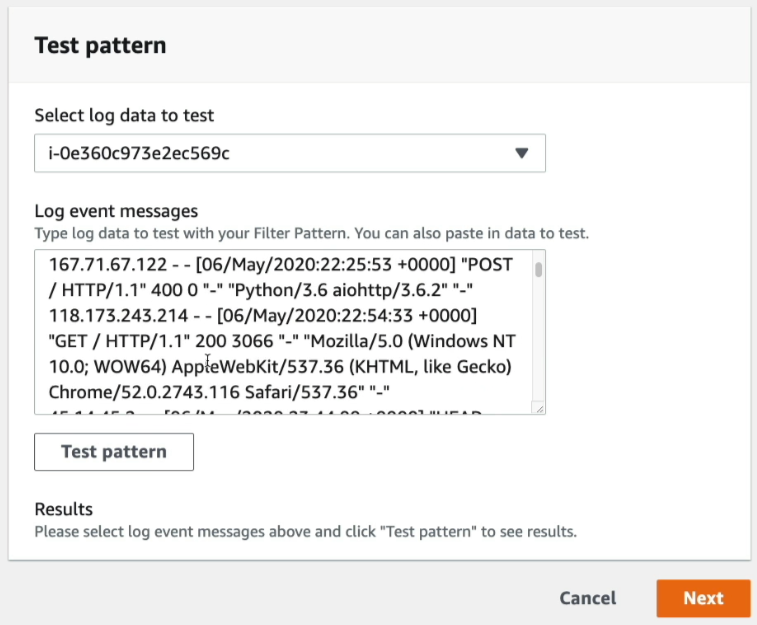 Test pattern
Select log data to test
i-0e360c973e2ec569c
Log event messages
Type log data to test with your Filter Pattern. You can also paste in data to test.
167.71.67.122 - - [06/May/2020:22:25:53 +0000] "POST
/ HTTP/1.1" 400 0 "-" "Python/3.6 aiohttp/3.6.2" "-"
118.173.243.214 - - [06/May/2020:22:54:33 +0000]
"GET / HTTP/1.1" 200 3066 "-" "Mozilla/5.0 (Windows NT
10.0; WOW64) AppleWebKit/537.36 (KHTML, like Gecko)
Chrome/52.0.2743.116 Safari/537.36" "-"
Test pattern
Results
Please select log event messages above and click "Test pattern" to see results.
Cancel
Next